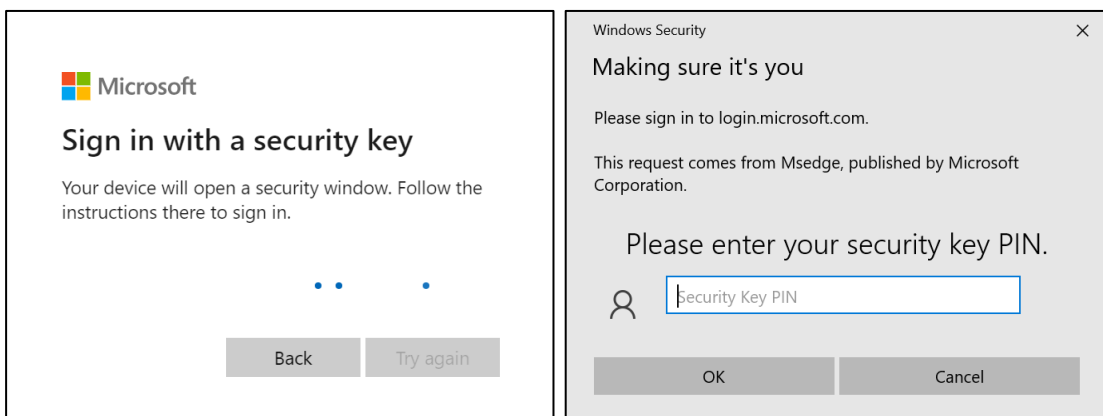 Microsoft
Sign in with a security key
Your device will open a security window. Follow the
instructions there to sign in.
Back
Try again
Windows Security
Making sure it's you
Please sign in to login.microsoft.com.
This request comes from Msedge, published by Microsoft
Corporation.
Please enter your security key PIN.
Security Key PIN
OK
Cancel